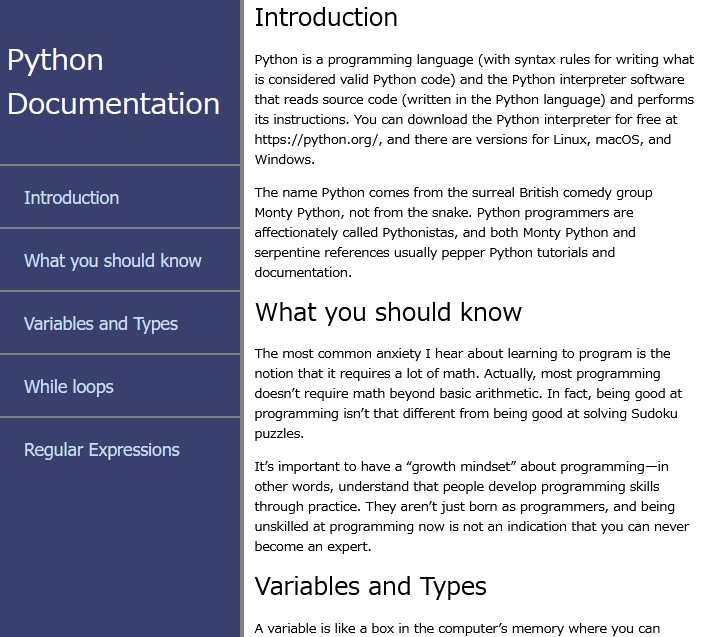 Python
Documentation
Introduction
What you should know
Variables and Types
While loops
Regular Expressions
Introduction
Python is a programming language (with syntax rules for writing what
is considered valid Python code) and the Python interpreter software
that reads source code (written in the Python language) and performs
its instructions. You can download the Python interpreter for free at
https://python.org/, and there are versions for Linux, macOS, and
Windows.
The name Python comes from the surreal British comedy group
Monty Python, not from the snake. Python programmers are
affectionately called Pythonistas, and both Monty Python and
serpentine references usually pepper Python tutorials and
documentation.
What you should know
The most common anxiety I hear about learning to program is the
notion that it requires a lot of math. Actually, most programming
doesn’t require math beyond basic arithmetic. In fact, being good at
programming isn’t that different from being good at solving Sudoku
puzzles.
It’s important to have a “growth mindset” about programming—in
other words, understand that people develop programming skills
through practice. They aren’t just born as programmers, and being
unskilled at programming now is not an indication that you can never
become an expert.
Variables and Types
A variable is like a box in the computer’s memory where you can